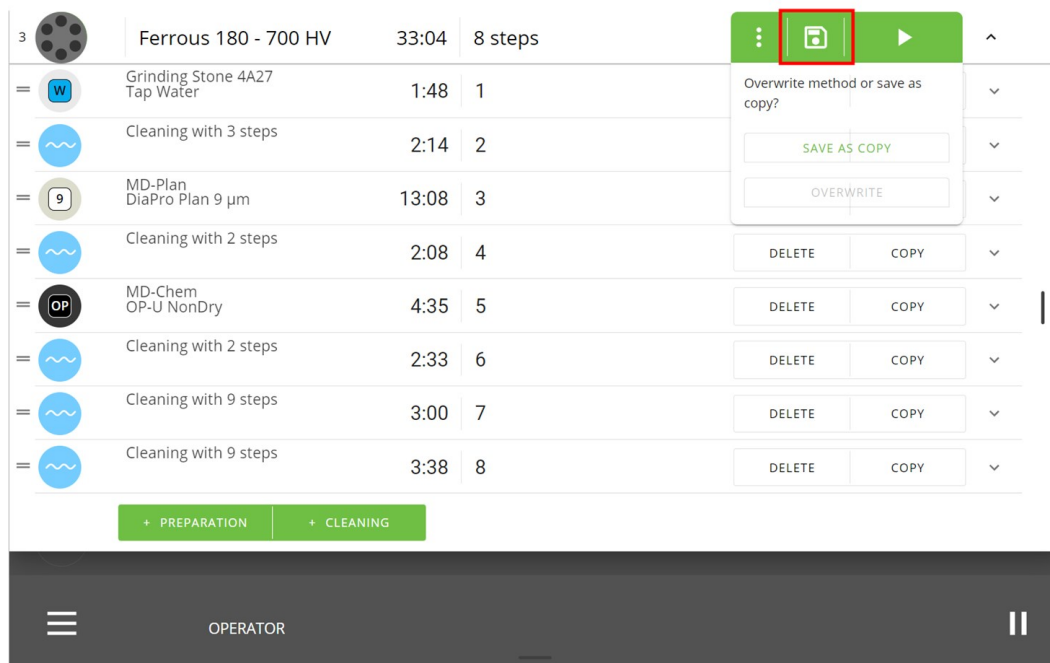 3 Ferrous 180 - 700 HV 33:04 8 steps
Grinding Stone 4A27
W Tap Water 1:48 1
Overwrite method or save as
copy?
Cleaning with 3 steps
2:14 2
SAVE AS COPY
MD-Plan
9 DiaPro Plan 9 µm 13:08 3
OVERWRITE
Cleaning with 2 steps
2:08 4 DELETE COPY
MD-Chem
OP OP-U NonDry 4:35 5 DELETE COPY
Cleaning with 2 steps
2:33 6 DELETE COPY
Cleaning with 9 steps
3:00 7 DELETE COPY
Cleaning with 9 steps
3:38 8 DELETE COPY
+ PREPARATION + CLEANING
OPERATOR